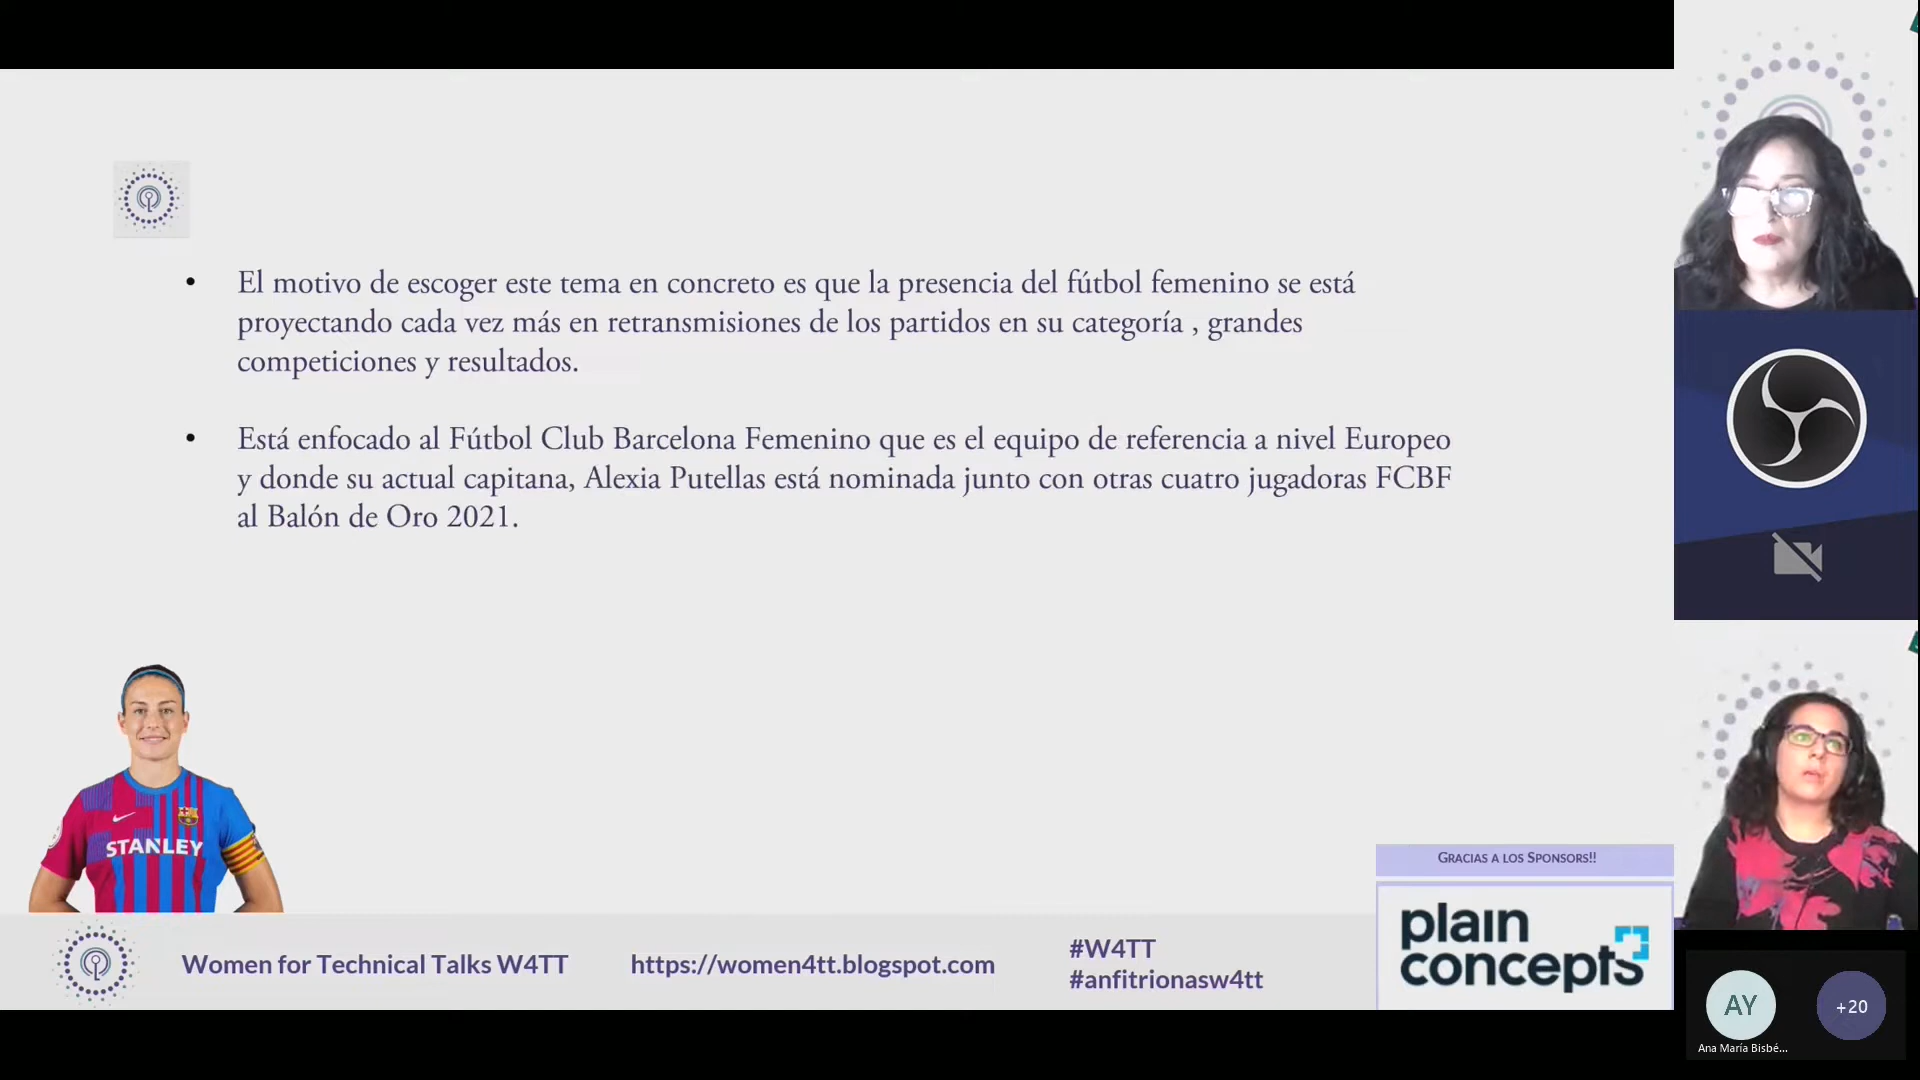 El motivo de escoger este tema en concreto es que la presencia del fútbol femenino se está
proyectando cada vez más en retransmisiones de los partidos en su categoría , grandes
competiciones y resultados.
Está enfocado al Fútbol Club Barcelona Femenino que es el equipo de referencia a nivel Europeo
y donde su actual capitana, Alexia Putellas está nominada junto con otras cuatro jugadoras FCBF
al Balón de Oro 2021.
STANLEY
GRACIAS A LOS SPONSORS!!
plain
concepts
Women for Technical Talks W4TT
https://women4tt.blogspot.com
#W4TT
#anfitrionasw4tt
AY
+20
Ana María Bisbé...